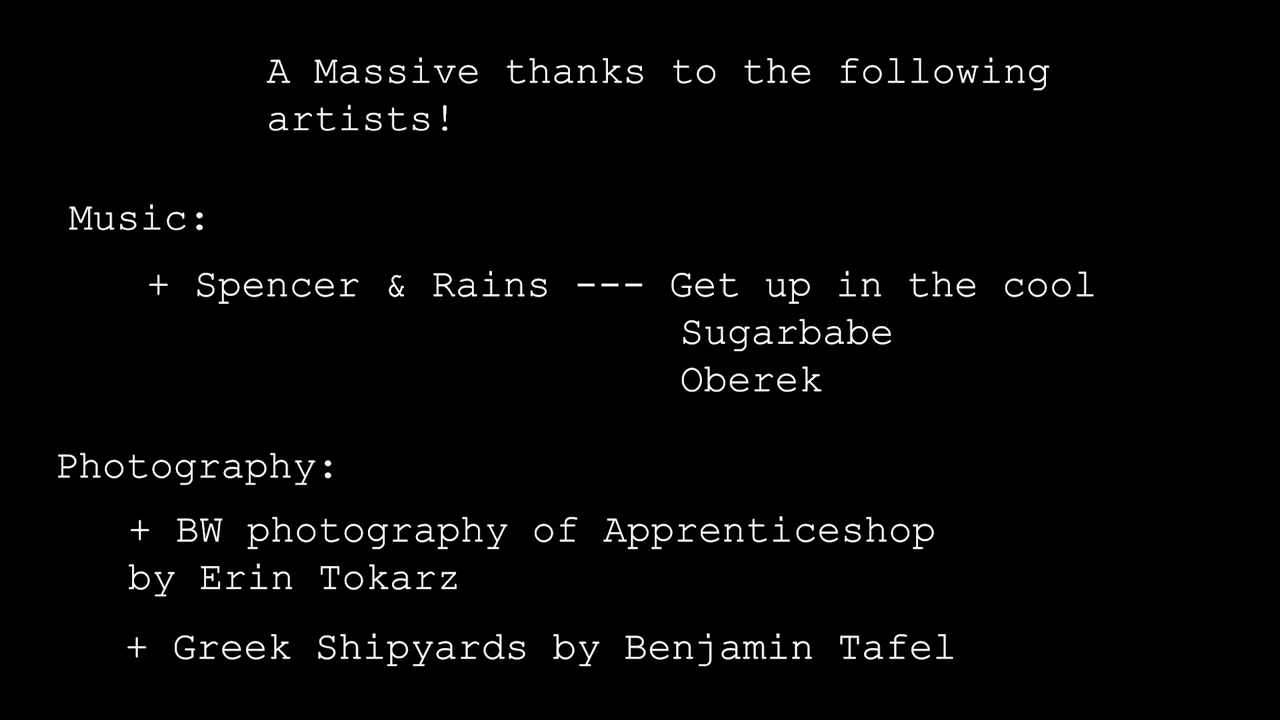 A Massive thanks to the following
artists!
Music:
+ Spencer & Rains --- Get up in the cool
Sugarbabe
Oberek
Photography:
+ BW photography of Apprenticeshop
by Erin Tokarz
+ Greek Shipyards by Benjamin Tafel